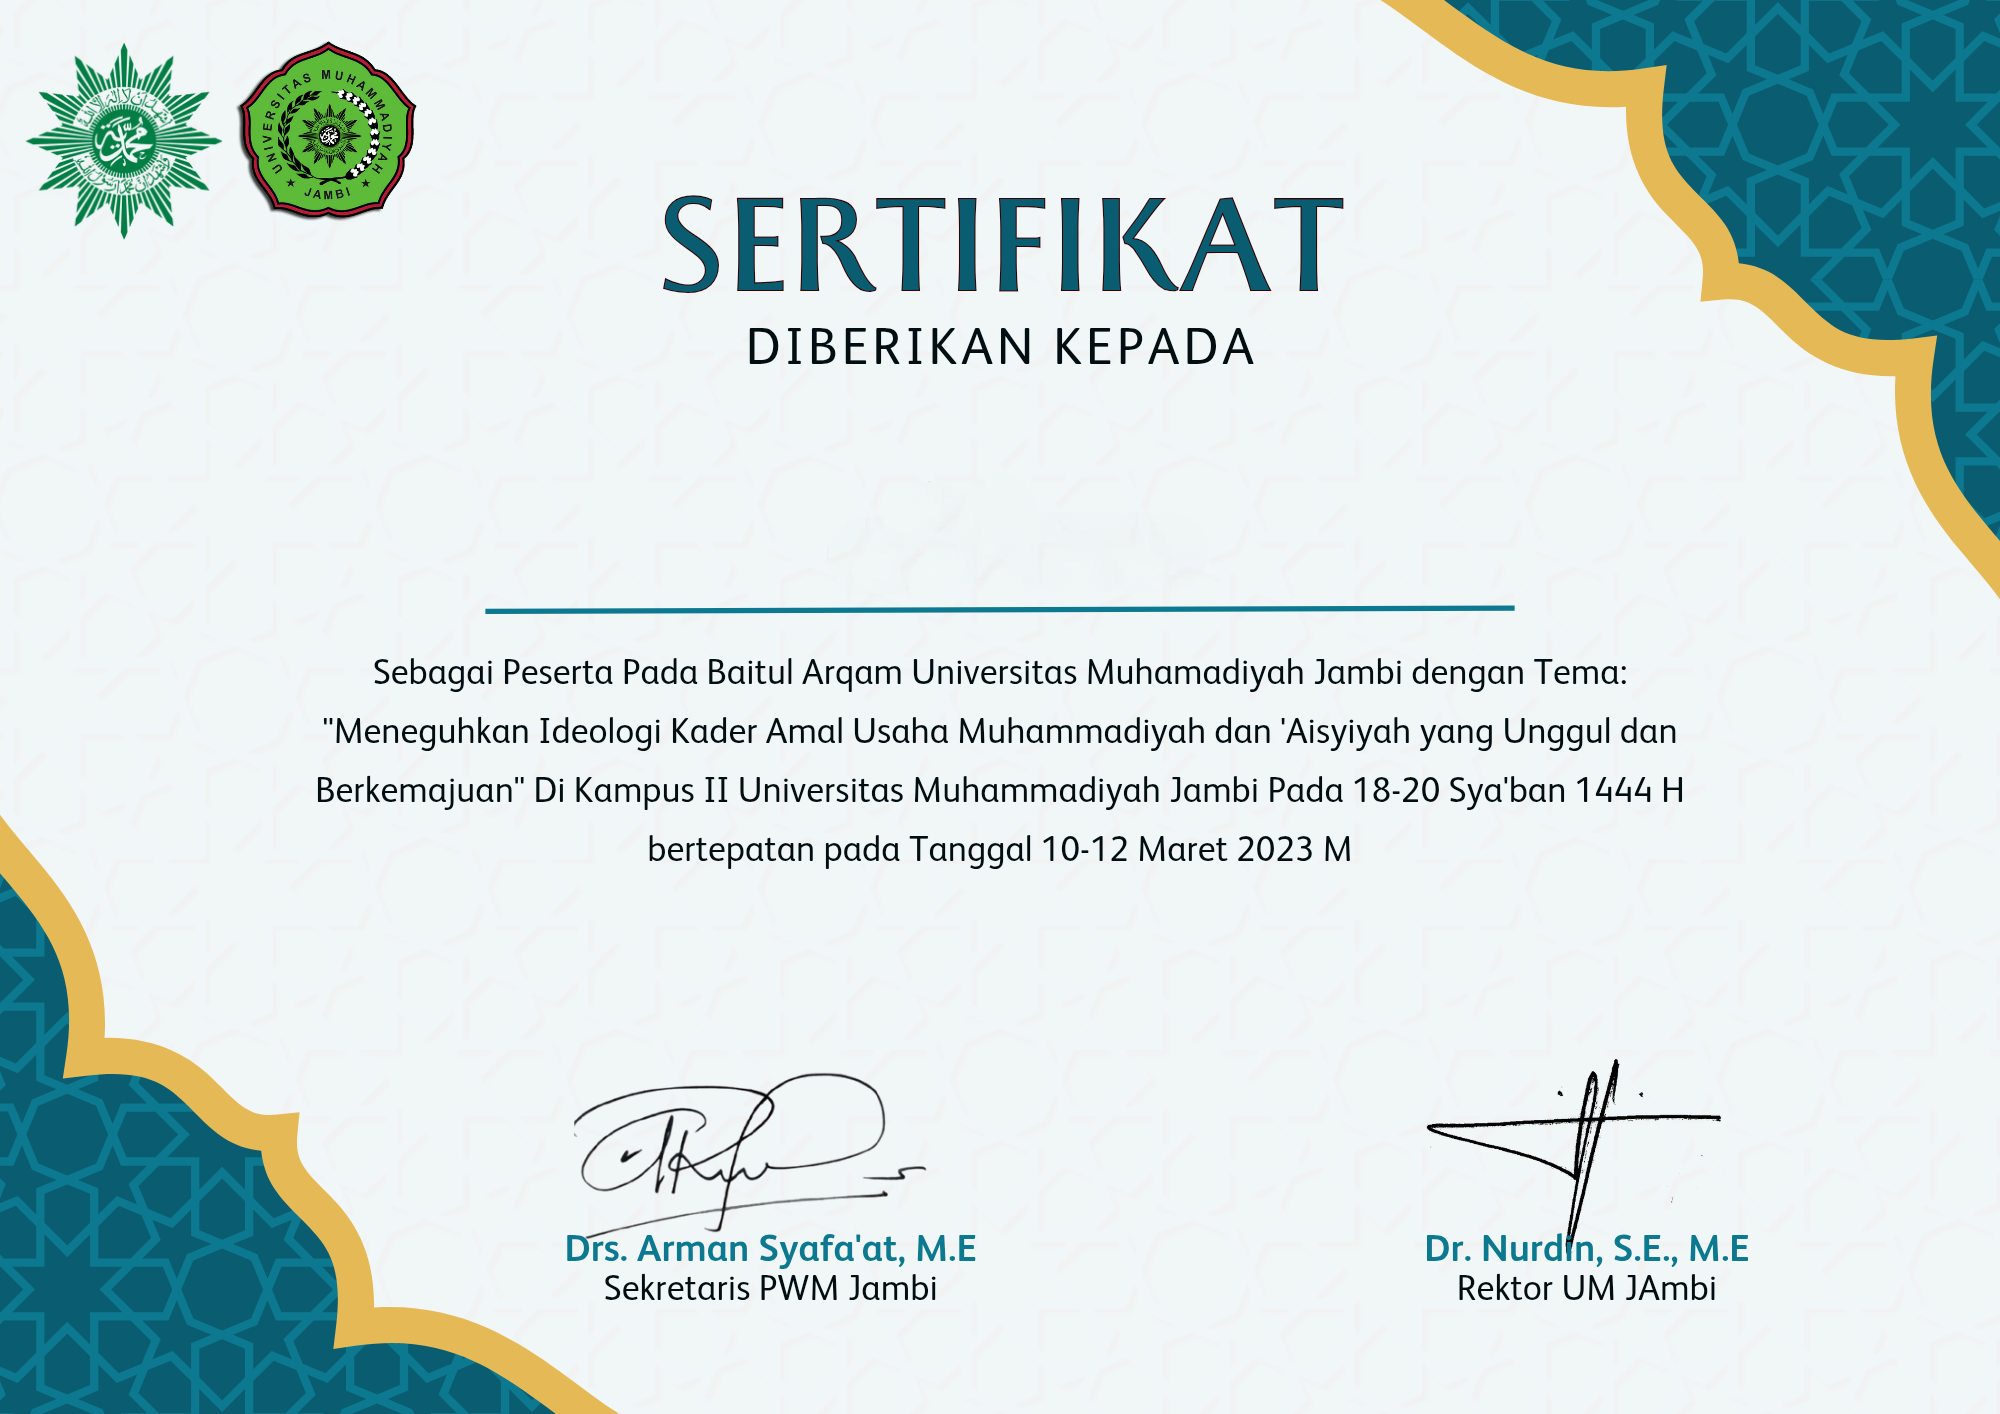 UNIVERSITAS MUHAMMADIYAH
JAMBI
SERTIFIKAT
DIBERIKAN KEPADA
Sebagai Peserta Pada Baitul Arqam Universitas Muhamadiyah Jambi dengan Tema:
"Meneguhkan Ideologi Kader Amal Usaha Muhammadiyah dan 'Aisyiyah yang Unggul dan
Berkemajuan" Di Kampus II Universitas Muhammadiyah Jambi Pada 18-20 Sya'ban 1444 H
bertepatan pada Tanggal 10-12 Maret 2023 M
Drs. Arman Syafa'at, M.E
Sekretaris PWM Jambi
Dr. Nurdin, S.E., M.E
Rektor UM JAmbi